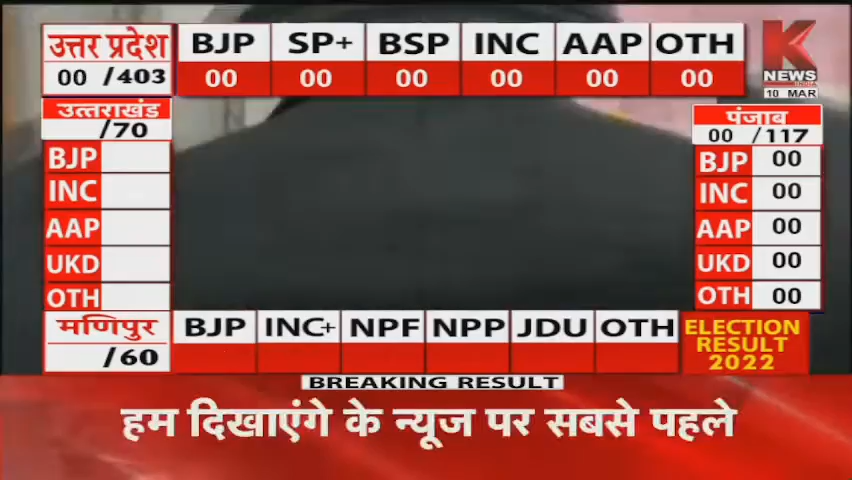 उत्तर प्रदेश BJP SP+ BSP INC AAP OTH
00 /403 00 00 00 00 00 00
K NEWS INDIA
10 MAR
उत्तराखंड
/70
BJP
INC
AAP
UKD
OTH
पंजाब
00 /117
BJP 00
INC 00
AAP 00
UKD 00
OTH 00
मणिपुर BJP INC+ NPF NPP JDU OTH
/60
ELECTION
RESULT
2022
BREAKING RESULT
हम दिखाएंगे के न्यूज पर सबसे पहले